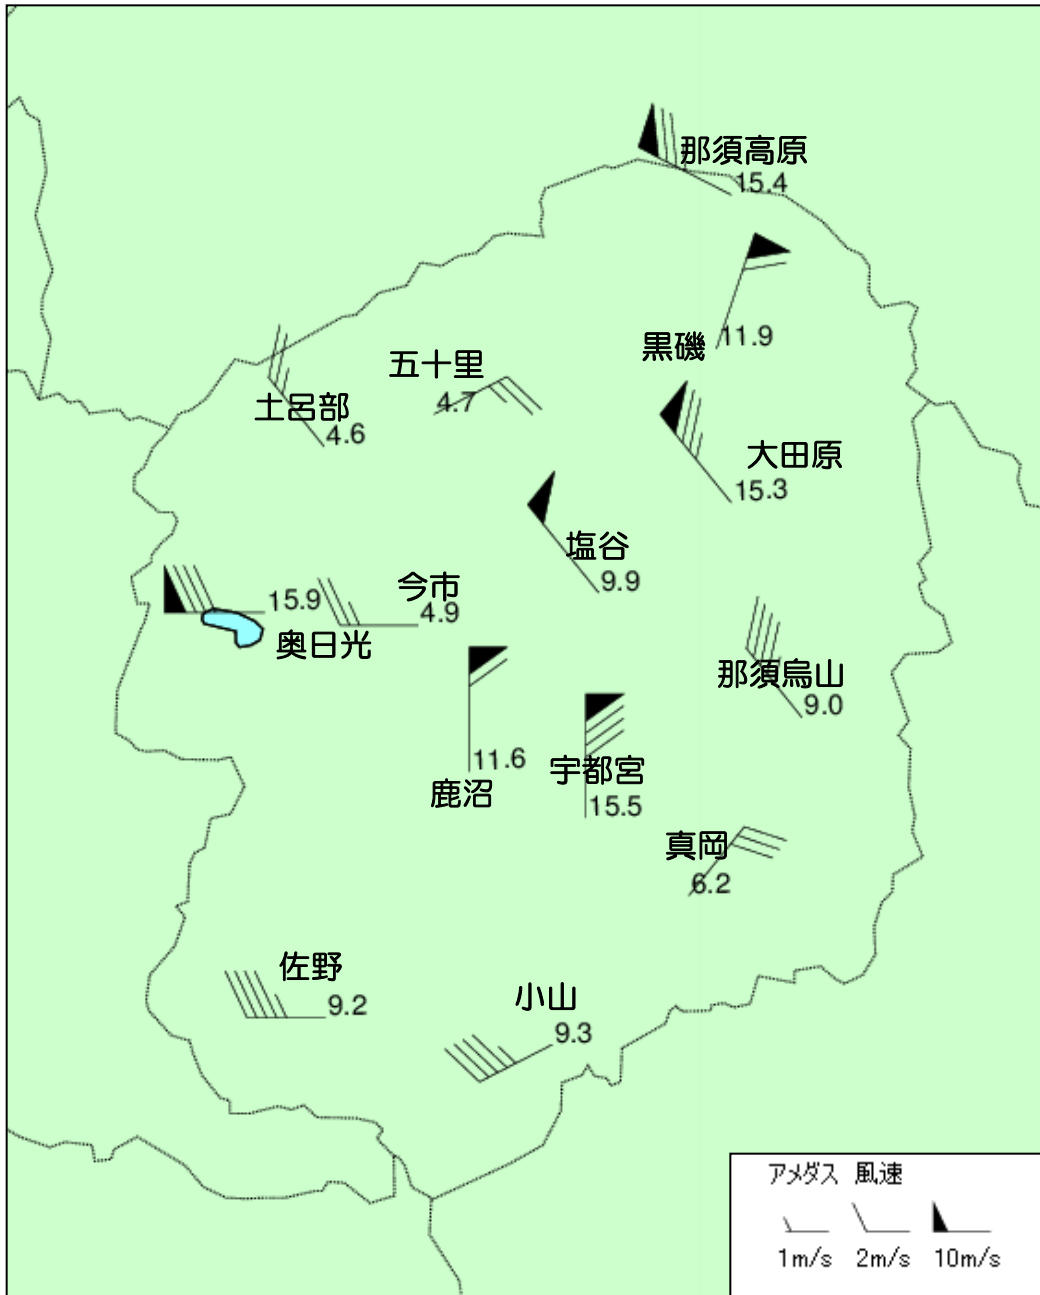 那須高原
15.4
黒磯
11.9
五十里
4.7
土呂部
4.6
大田原
15.3
塩谷
9.9
今市
4.9
15.9
奥日光
那須烏山
9.0
11.6
鹿沼
宇都宮
15.5
真岡
6.2
佐野
9.2
小山
9.3
アメダス 風速
1m/s 2m/s 10m/s